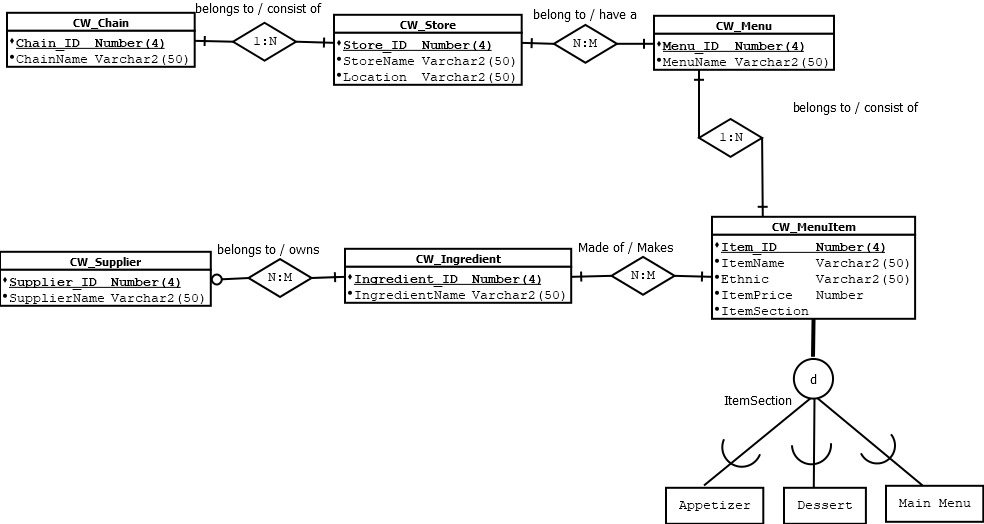 belongs to / consist of
belong to / have a
CW_Chain
Chain_ID Number(4)
ChainName Varchar2(50)
1:N
CW_Store
Store_ID Number(4)
StoreName Varchar2(50)
Location Varchar2(50)
N:M
CW_Menu
Menu_ID Number(4)
MenuName Varchar2(50)
belongs to / consist of
1:N
CW_MenuItem
Item_ID Number(4)
ItemName Varchar2(50)
Ethnic Varchar2(50)
ItemPrice Number
ItemSection
belongs to / owns
Made of / Makes
CW_Supplier
Supplier_ID Number(4)
SupplierName Varchar2(50)
N:M
CW_Ingredient
Ingredient_ID Number(4)
IngredientName Varchar2(50)
N:M
d
ItemSection
Appetizer
Dessert
Main Menu